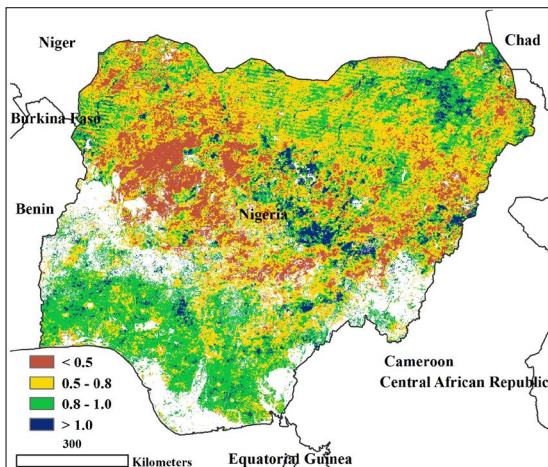 Niger
Chad
Burkina Faso
Benin
Nigeria
Cameroon
Central African Republic
< 0.5
0.5 - 0.8
0.8 - 1.0
> 1.0
300
Kilometers
Equatorial Guinea